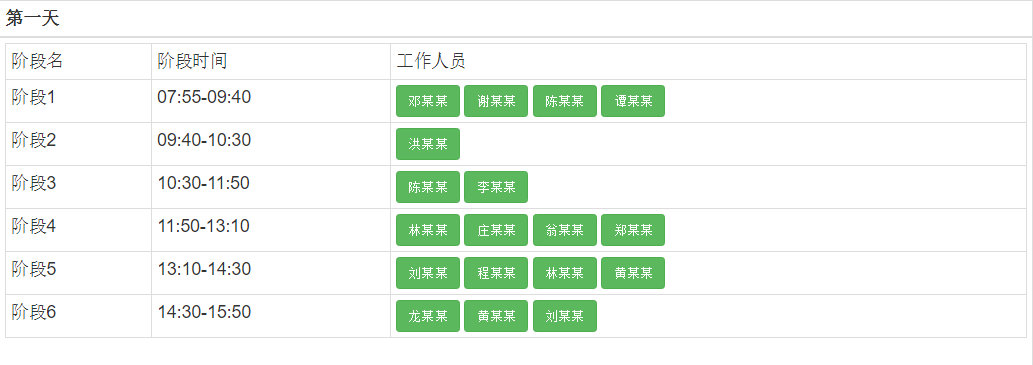 第一天
阶段名 阶段时间 工作人员
阶段1 07:55-09:40 邓某某 谢某某 陈某某 谭某某
阶段2 09:40-10:30 洪某某
阶段3 10:30-11:50 陈某某 李某某
阶段4 11:50-13:10 林某某 庄某某 翁某某 郑某某
阶段5 13:10-14:30 刘某某 程某某 林某某 黄某某
阶段6 14:30-15:50 龙某某 黄某某 刘某某